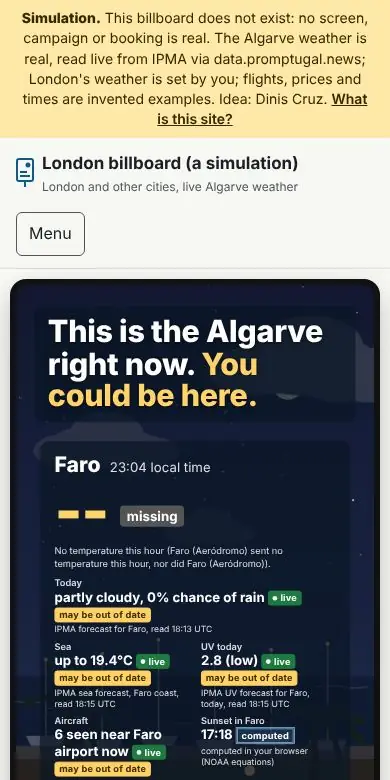 Simulation. This billboard does not exist: no screen,
campaign or booking is real. The Algarve weather is
real, read live from IPMA via data.promptugal.news;
London's weather is set by you; flights, prices and
times are invented examples. Idea: Dinis Cruz. What
is this site?
London billboard (a simulation)
London and other cities, live Algarve weather
Menu
This is the Algarve
right now. You
could be here.
Faro 23:04 local time
-- missing
No temperature this hour (Faro (Aeródromo) sent no
temperature this hour, nor did Faro (Aeródromo)).
Today
partly cloudy, 0% chance of rain ● live
may be out of date
IPMA forecast for Faro, read 18:13 UTC
Sea
up to 19.4°C ● live
may be out of date
IPMA sea forecast, Faro coast,
read 18:15 UTC
UV today
2.8 (low) ● live
may be out of date
IPMA UV forecast for Faro,
today, read 18:15 UTC
Aircraft
6 seen near Faro
airport now ● live
may be out of date
Sunset in Faro
17:18 computed
computed in your browser
(NOAA equations)